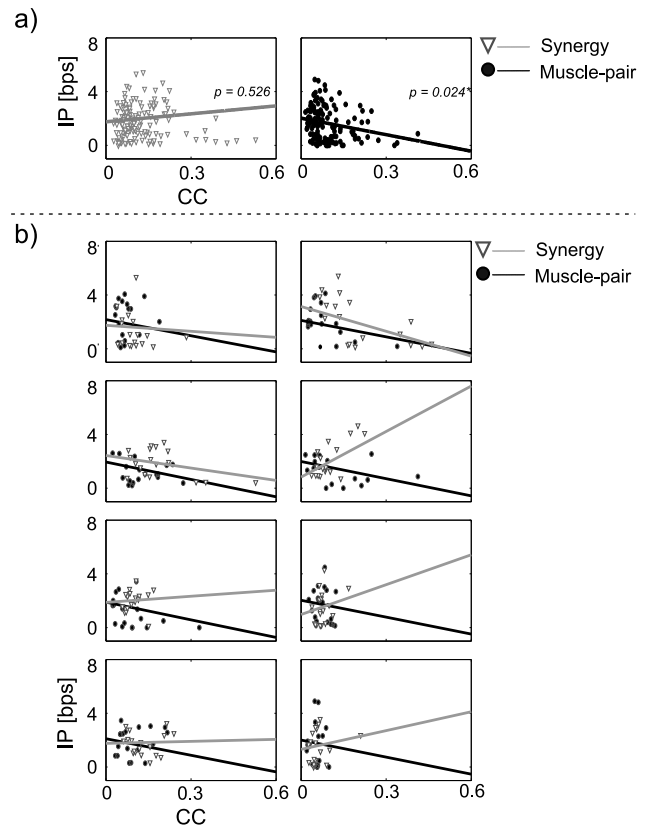 a)
8
4
0
IP [bps]
p = 0.526
p = 0.024*
Synergy
Muscle-pair
0 0.3 0.6
0 0.3 0.6
CC
b)
8
4
0
Synergy
Muscle-pair
8
4
0
8
4
0
8
4
0
IP [bps]
0 0.3 0.6
0 0.3 0.6
CC